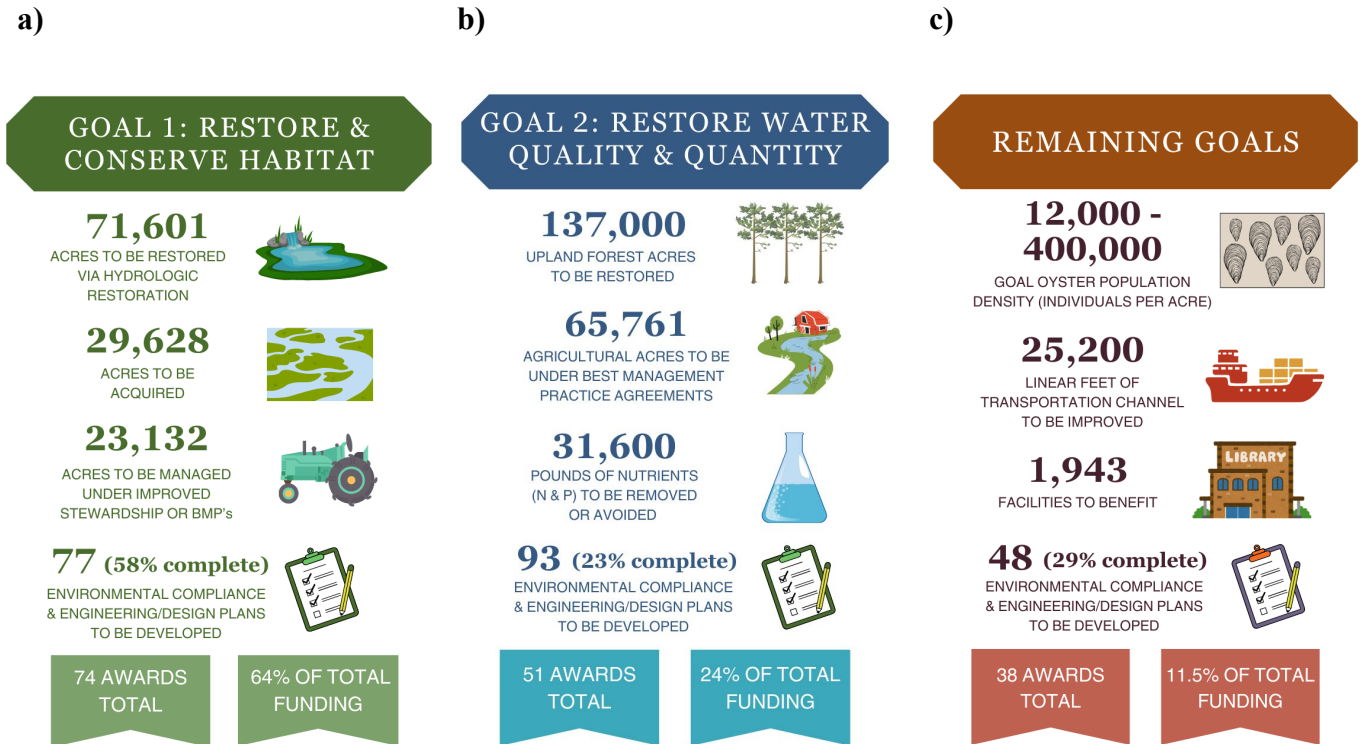 a)
GOAL 1: RESTORE &
CONSERVE HABITAT
71,601
ACRES TO BE RESTORED
VIA HYDROLOGIC
RESTORATION
29,628
ACRES TO BE
ACQUIRED
23,132
ACRES TO BE MANAGED
UNDER IMPROVED
STEWARDSHIP OR BMP's
77 (58% complete)
ENVIRONMENTAL COMPLIANCE
& ENGINEERING/DESIGN PLANS
TO BE DEVELOPED
74 AWARDS
TOTAL
64% OF TOTAL
FUNDING
b)
GOAL 2: RESTORE WATER
QUALITY & QUANTITY
137,000
UPLAND FOREST ACRES
TO BE RESTORED
65,761
AGRICULTURAL ACRES TO BE
UNDER BEST MANAGEMENT
PRACTICE AGREEMENTS
31,600
POUNDS OF NUTRIENTS
(N & P) TO BE REMOVED
OR AVOIDED
93 (23% complete)
ENVIRONMENTAL COMPLIANCE
& ENGINEERING/DESIGN PLANS
TO BE DEVELOPED
51 AWARDS
TOTAL
24% OF TOTAL
FUNDING
c)
REMAINING GOALS
12,000 -
400,000
GOAL OYSTER POPULATION
DENSITY (INDIVIDUALS PER ACRE)
25,200
LINEAR FEET OF
TRANSPORTATION CHANNEL
TO BE IMPROVED
1,943
FACILITIES TO BENEFIT
LIBRARY
48 (29% complete)
ENVIRONMENTAL COMPLIANCE
& ENGINEERING/DESIGN PLANS
TO BE DEVELOPED
38 AWARDS
TOTAL
11.5% OF TOTAL
FUNDING